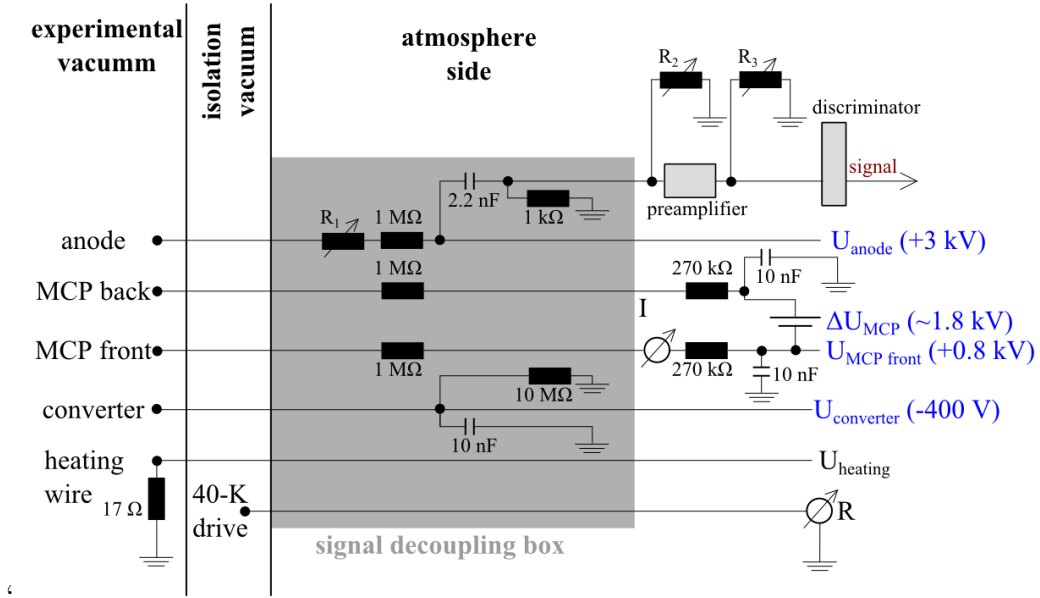 experimental
vacumm
isolation
vacuum
atmosphere
side
R2
R3
discriminator
signal
preamplifier
2.2 nF
1 kΩ
R1
1 MΩ
anode
Uanode (+3 kV)
1 MΩ
270 kΩ
10 nF
MCP back
I
ΔUMCP (~1.8 kV)
MCP front
UMCP front (+0.8 kV)
1 MΩ
270 kΩ
10 nF
10 MΩ
converter
Uconverter (-400 V)
10 nF
heating
wire
Uheating
17 Ω
40-K
drive
R
signal decoupling box
‘